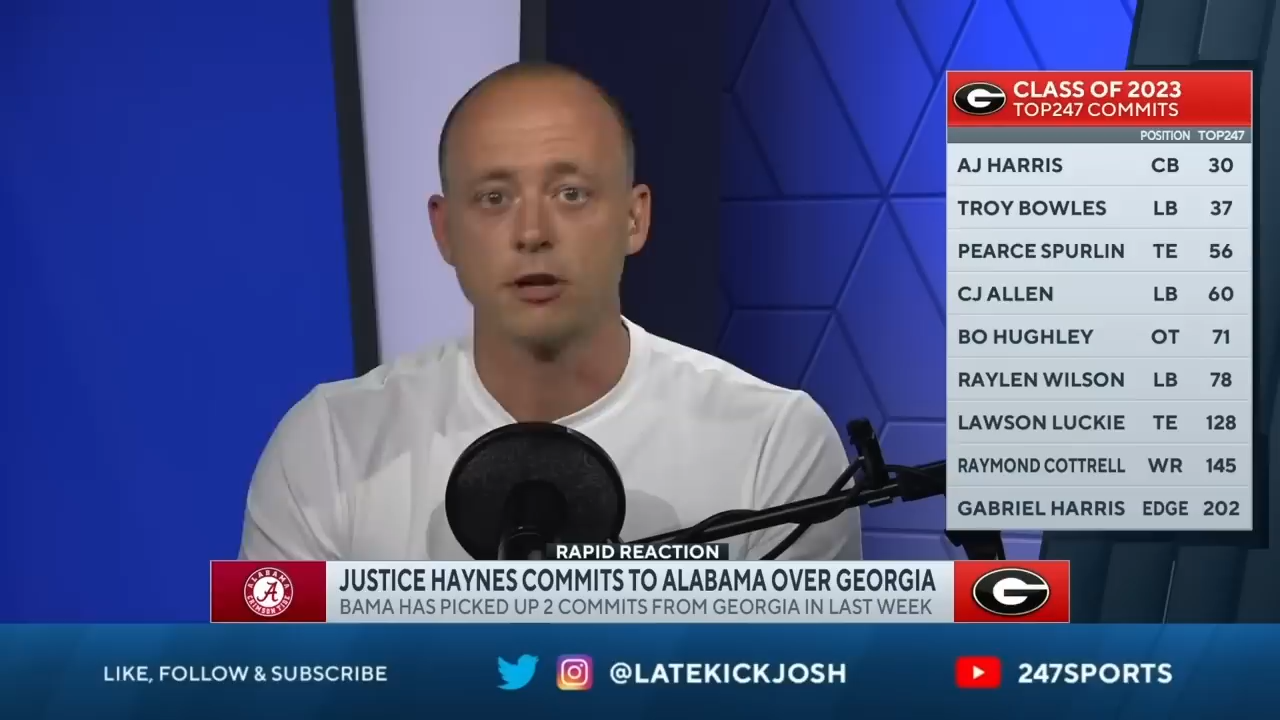 CLASS OF 2023
TOP247 COMMITS
POSITION TOP247
AJ HARRIS CB 30
TROY BOWLES LB 37
PEARCE SPURLIN TE 56
CJ ALLEN LB 60
BO HUGHLEY OT 71
RAYLEN WILSON LB 78
LAWSON LUCKIE TE 128
RAYMOND COTTRELL WR 145
GABRIEL HARRIS EDGE 202
RAPID REACTION
JUSTICE HAYNES COMMITS TO ALABAMA OVER GEORGIA
BAMA HAS PICKED UP 2 COMMITS FROM GEORGIA IN LAST WEEK
ALABAMA
A
CRIMSON TIDE
G
G
LIKE, FOLLOW & SUBSCRIBE
@LATEKICKJOSH
247SPORTS